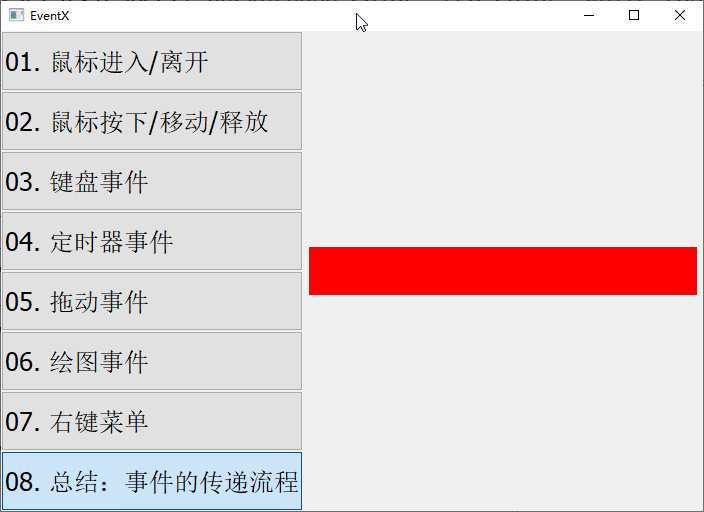 EventX
01. 鼠标进入/离开
02. 鼠标按下/移动/释放
03. 键盘事件
04. 定时器事件
05. 拖动事件
06. 绘图事件
07. 右键菜单
08. 总结：事件的传递流程